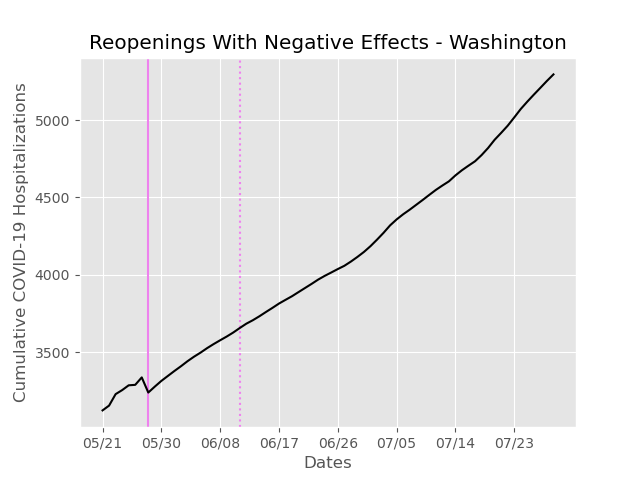 Reopenings With Negative Effects - Washington
Cumulative COVID-19 Hospitalizations
5000
4500
4000
3500
05/21 05/30 06/08 06/17 06/26 07/05 07/14 07/23
Dates